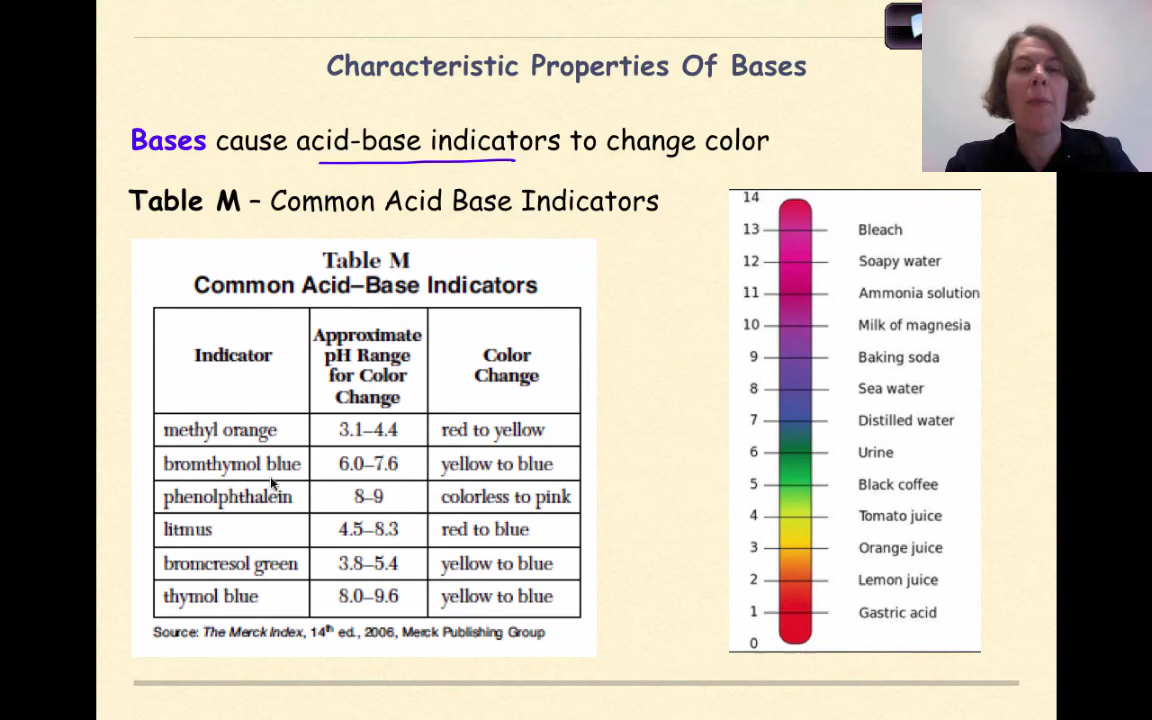 Characteristic Properties Of Bases
Bases cause acid-base indicators to change color
Table M – Common Acid Base Indicators
Table M
Common Acid–Base Indicators
Indicator
Approximate
pH Range
for Color
Change
Color
Change
methyl orange 3.1–4.4 red to yellow
bromthymol blue 6.0–7.6 yellow to blue
phenolphthalein 8–9 colorless to pink
litmus 4.5–8.3 red to blue
bromcresol green 3.8–5.4 yellow to blue
thymol blue 8.0–9.6 yellow to blue
Source: The Merck Index, 14th ed., 2006, Merck Publishing Group
14
13 Bleach
12 Soapy water
11 Ammonia solution
10 Milk of magnesia
9 Baking soda
8 Sea water
7 Distilled water
6 Urine
5 Black coffee
4 Tomato juice
3 Orange juice
2 Lemon juice
1 Gastric acid
0